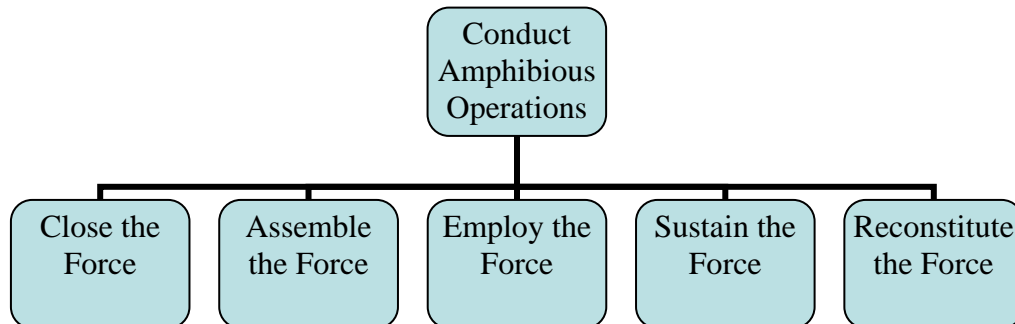 Conduct
Amphibious
Operations
Close the
Force
Assemble
the Force
Employ the
Force
Sustain the
Force
Reconstitute
the Force